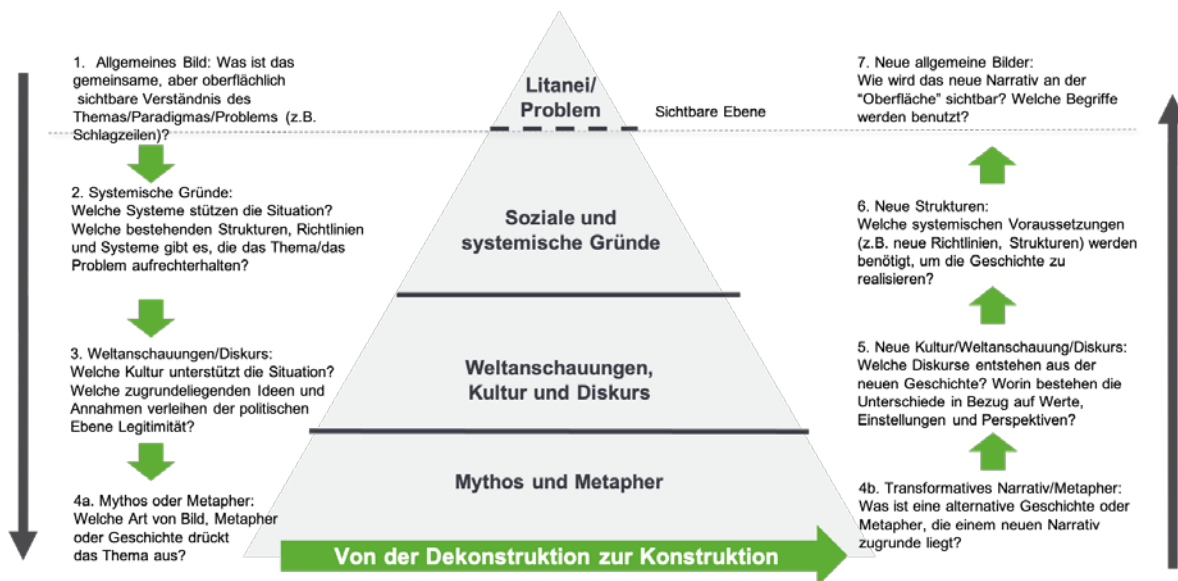 1. Allgemeines Bild: Was ist das
gemeinsame, aber oberflächlich
sichtbare Verständnis des
Themas/Paradigmas/Problems (z.B.
Schlagzeilen)?
2. Systemische Gründe:
Welche Systeme stützen die Situation?
Welche bestehenden Strukturen, Richtlinien
und Systeme gibt es, die das Thema/das
Problem aufrechterhalten?
3. Weltanschauungen/Diskurs:
Welche Kultur unterstützt die Situation?
Welche zugrundeliegenden Ideen und
Annahmen verleihen der politischen
Ebene Legitimität?
4a. Mythos oder Metapher:
Welche Art von Bild, Metapher
oder Geschichte drückt
das Thema aus?
Litanei/
Problem
Sichtbare Ebene
Soziale und
systemische Gründe
Weltanschauungen,
Kultur und Diskurs
Mythos und Metapher
Von der Dekonstruktion zur Konstruktion
7. Neue allgemeine Bilder:
Wie wird das neue Narrativ an der
“Oberfläche” sichtbar? Welche Begriffe
werden benutzt?
6. Neue Strukturen:
Welche systemischen Voraussetzungen
(z.B. neue Richtlinien, Strukturen) werden
benötigt, um die Geschichte zu
realisieren?
5. Neue Kultur/Weltanschauung/Diskurs:
Welche Diskurse entstehen aus der
neuen Geschichte? Worin bestehen die
Unterschiede in Bezug auf Werte,
Einstellungen und Perspektiven?
4b. Transformatives Narrativ/Metapher:
Was ist eine alternative Geschichte oder
Metapher, die einem neuen Narrativ
zugrunde liegt?